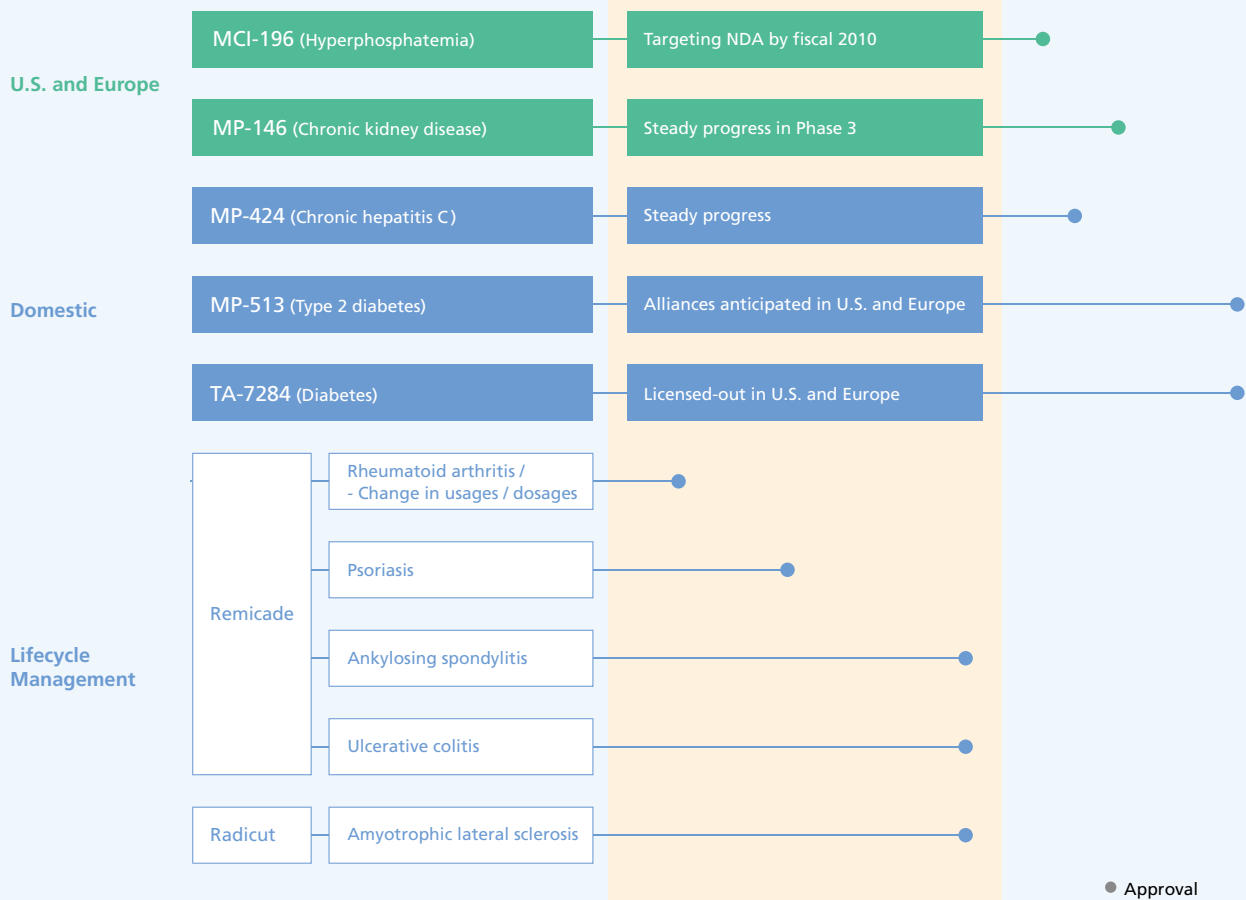 MCI-196 (Hyperphosphatemia)
Targeting NDA by fiscal 2010
U.S. and Europe
MP-146 (Chronic kidney disease)
Steady progress in Phase 3
MP-424 (Chronic hepatitis C)
Steady progress
Domestic
MP-513 (Type 2 diabetes)
Alliances anticipated in U.S. and Europe
TA-7284 (Diabetes)
Licensed-out in U.S. and Europe
Lifecycle
Management
Remicade
Rheumatoid arthritis /
- Change in usages / dosages
Psoriasis
Ankylosing spondylitis
Ulcerative colitis
Radicut
Amyotrophic lateral sclerosis
Approval